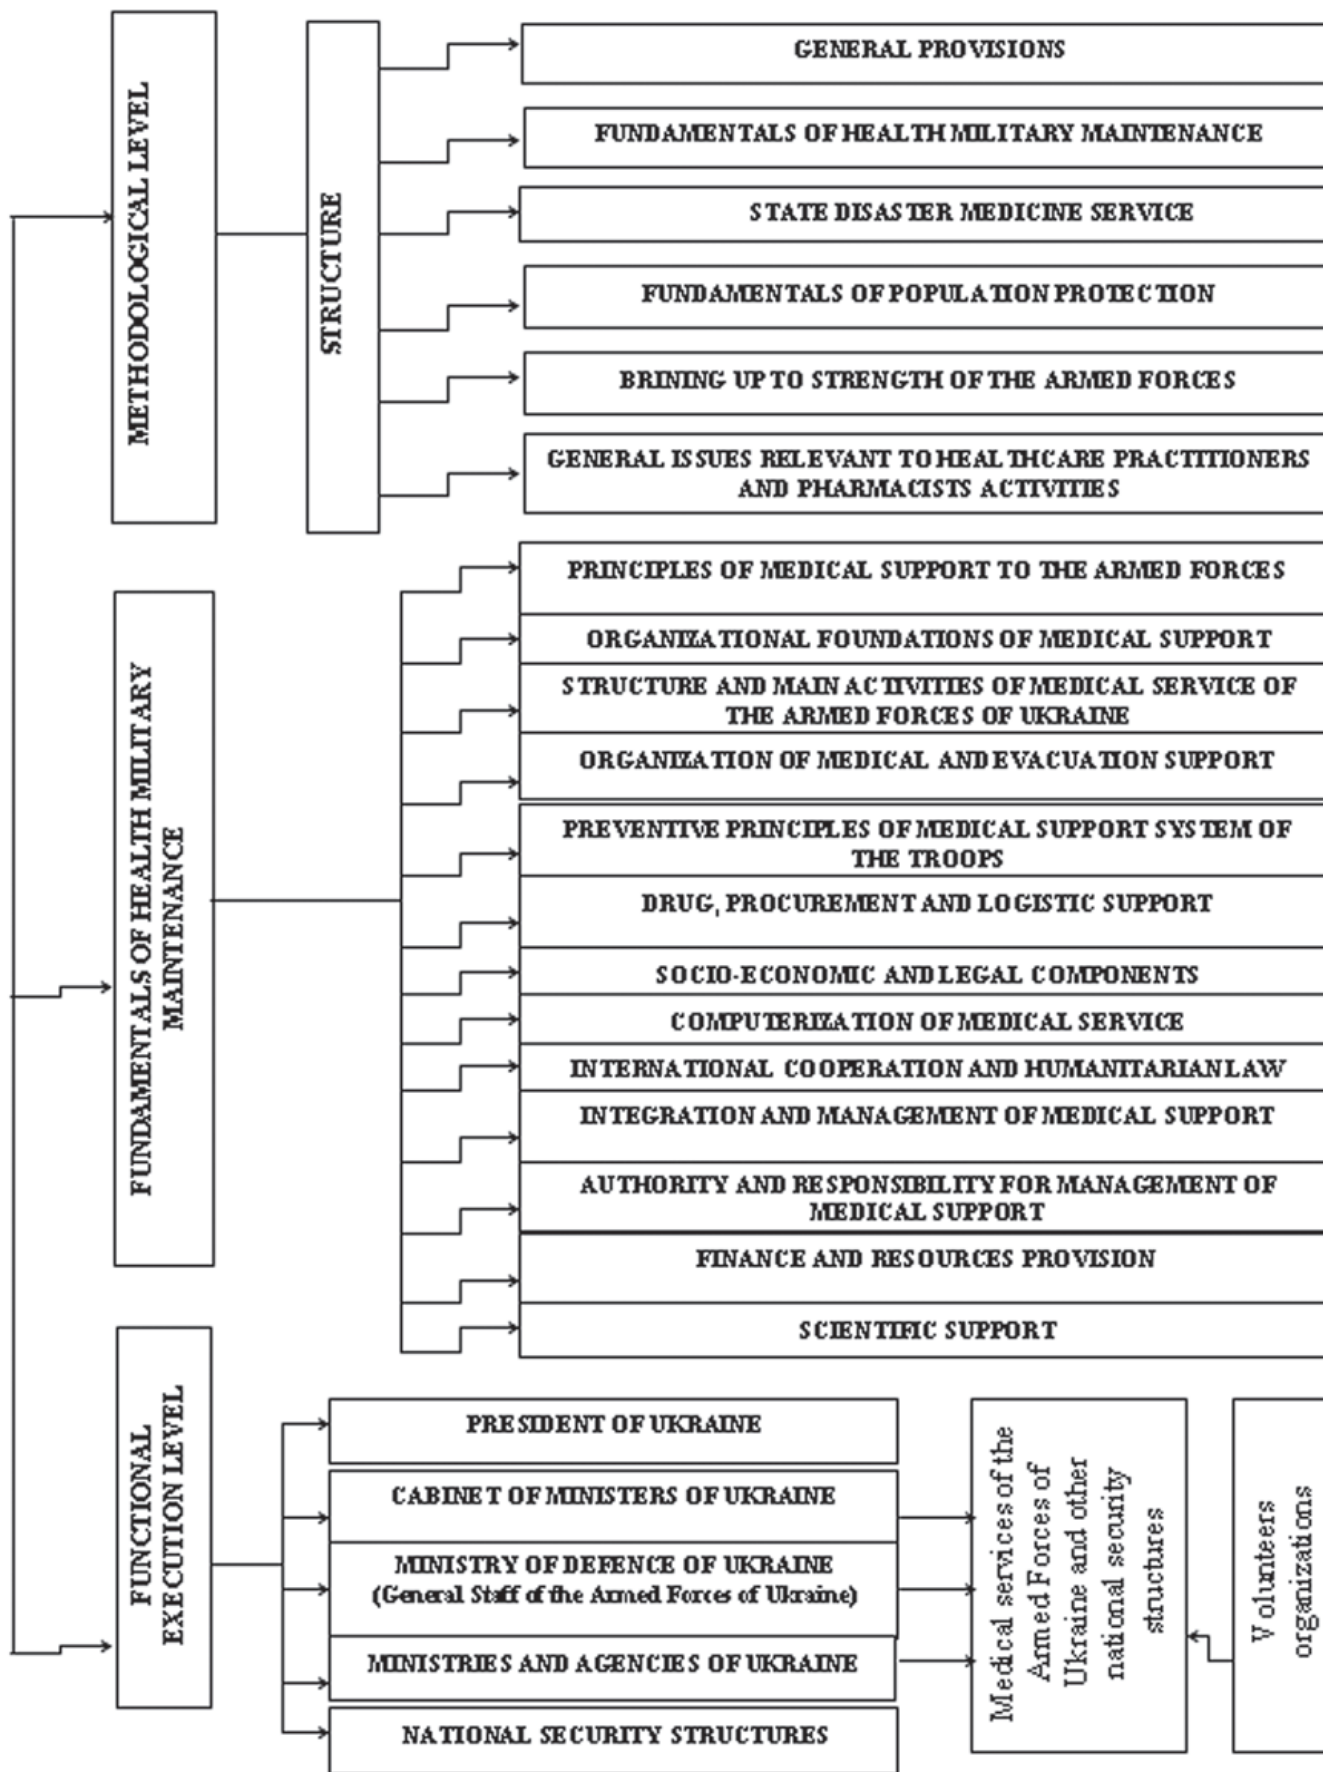 METHODOLOGICAL LEVEL
STRUCTURE
GENERAL PROVISIONS
FUNDAMENTALS OF HEALTH MILITARY MAINTENANCE
STATE DISASTER MEDICINE SERVICE
FUNDAMENTALS OF POPULATION PROTECTION
BRINING UP TO STRENGTH OF THE ARMED FORCES
GENERAL ISSUES RELEVANT TO HEALTHCARE PRACTITIONERS
AND PHARMACISTS ACTIVITIES
FUNDAMENTALS OF HEALTH MILITARY
MAINTENANCE
PRINCIPLES OF MEDICAL SUPPORT TO THE ARMED FORCES
ORGANIZATIONAL FOUNDATIONS OF MEDICAL SUPPORT
STRUCTURE AND MAIN ACTIVITIES OF MEDICAL SERVICE OF
THE ARMED FORCES OF UKRAINE
ORGANIZATION OF MEDICAL AND EVACUATION SUPPORT
PREVENTIVE PRINCIPLES OF MEDICAL SUPPORT SYSTEM OF
THE TROOPS
DRUG, PROCUREMENT AND LOGISTIC SUPPORT
SOCIO-ECONOMIC AND LEGAL COMPONENTS
COMPUTERIZATION OF MEDICAL SERVICE
INTERNATIONAL COOPERATION AND HUMANITARIAN LAW
INTEGRATION AND MANAGEMENT OF MEDICAL SUPPORT
AUTHORITY AND RESPONSIBILITY FOR MANAGEMENT OF
MEDICAL SUPPORT
FINANCE AND RESOURCES PROVISION
SCIENTIFIC SUPPORT
FUNCTIONAL
EXECUTION LEVEL
PRESIDENT OF UKRAINE
CABINET OF MINISTERS OF UKRAINE
MINISTRY OF DEFENCE OF UKRAINE
(General Staff of the Armed Forces of Ukraine)
MINISTRIES AND AGENCIES OF UKRAINE
NATIONAL SECURITY STRUCTURES
Medical services of the
Armed Forces of
Ukraine and other
national security
structures
Volunteers
organizations